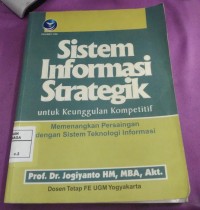 Sistem
Informasi
Strategik
untuk Keunggulan Kompetitif
Memenangkan Persaingan
dengan Sistem Teknologi Informasi
Prof. Dr. Jogiyanto HM, MBA, Akt.
Dosen Tetap FE UGM Yogyakarta